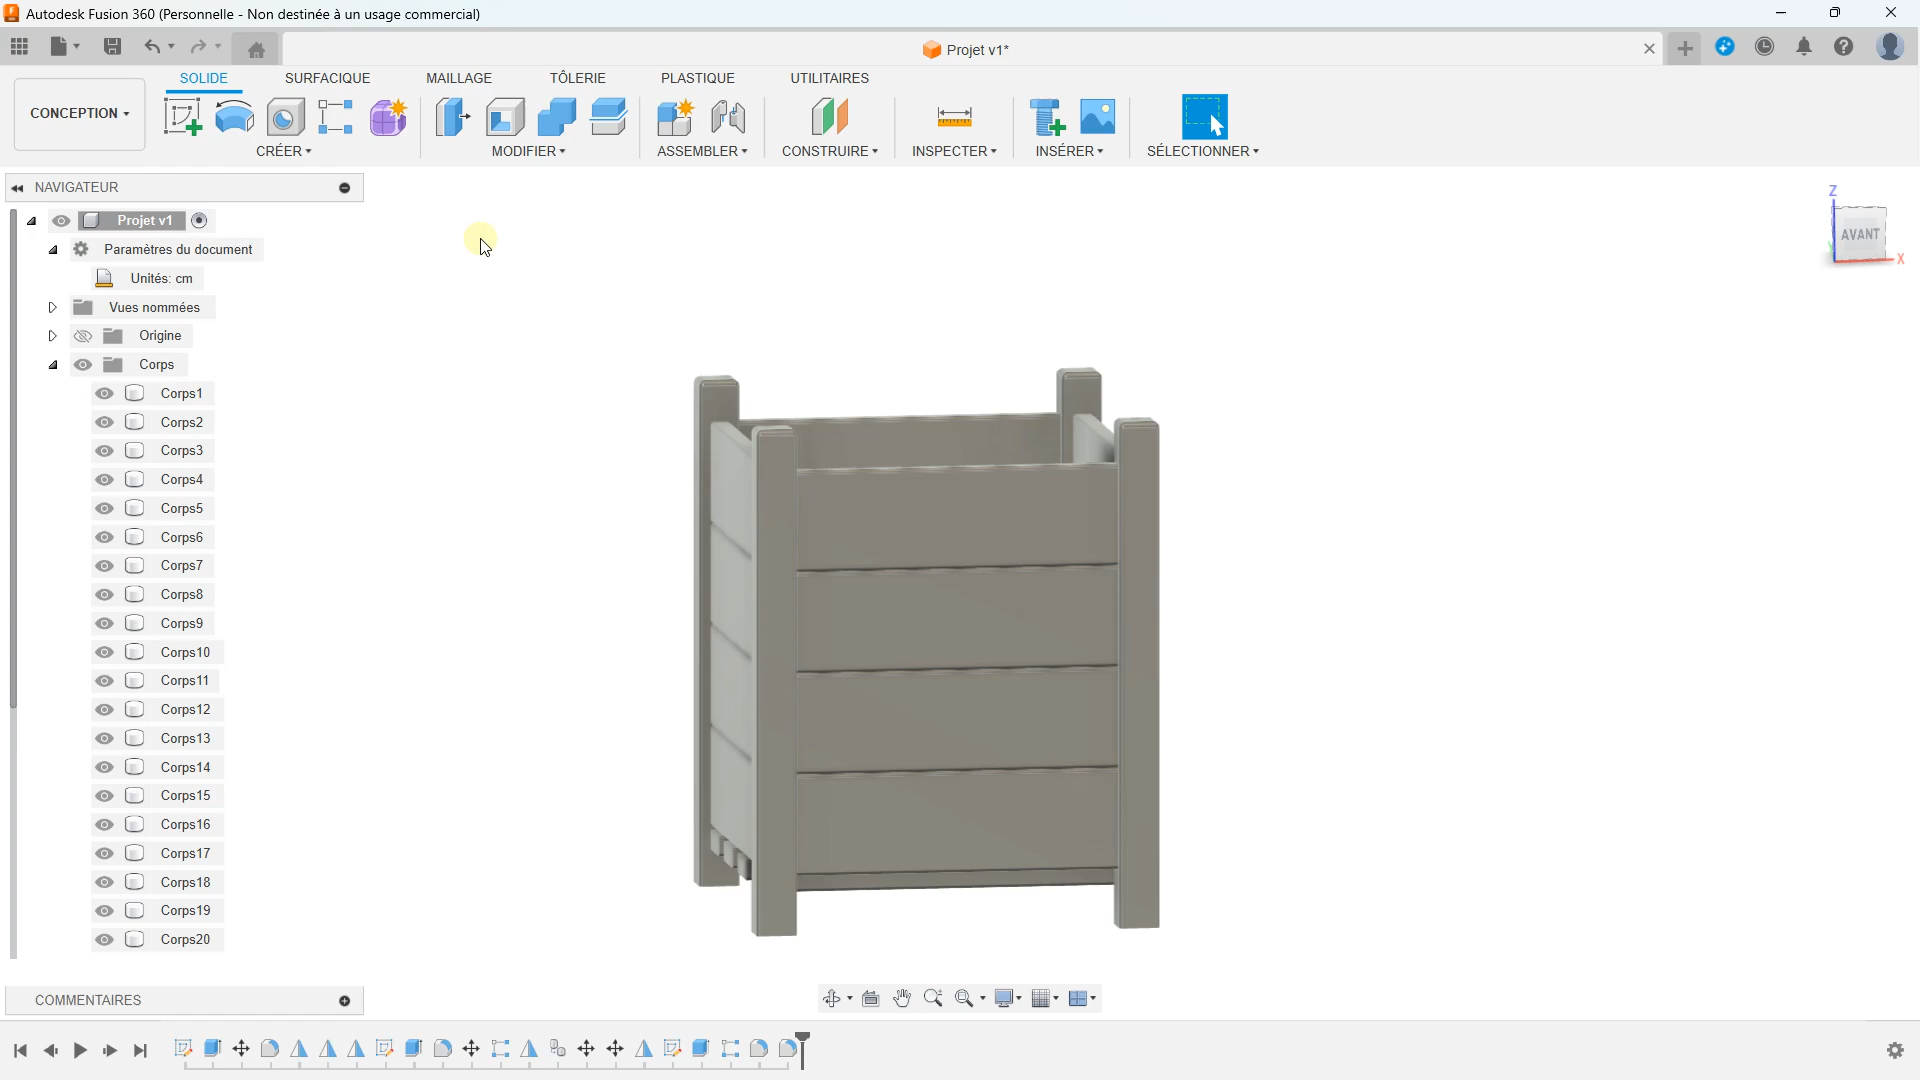 Autodesk Fusion 360 (Personnelle - Non destinée à un usage commercial)
Projet v1*
SOLIDE SURFACIQUE MAILLAGE TÔLERIE PLASTIQUE UTILITAIRES
CONCEPTION
CRÉER MODIFIER ASSEMBLER CONSTRUIRE INSPECTER INSÉRER SÉLECTIONNER
NAVIGATEUR
Projet v1
Paramètres du document
Unités: cm
Vues nommées
Origine
Corps
Corps1
Corps2
Corps3
Corps4
Corps5
Corps6
Corps7
Corps8
Corps9
Corps10
Corps11
Corps12
Corps13
Corps14
Corps15
Corps16
Corps17
Corps18
Corps19
Corps20
Z
AVANT
X
COMMENTAIRES